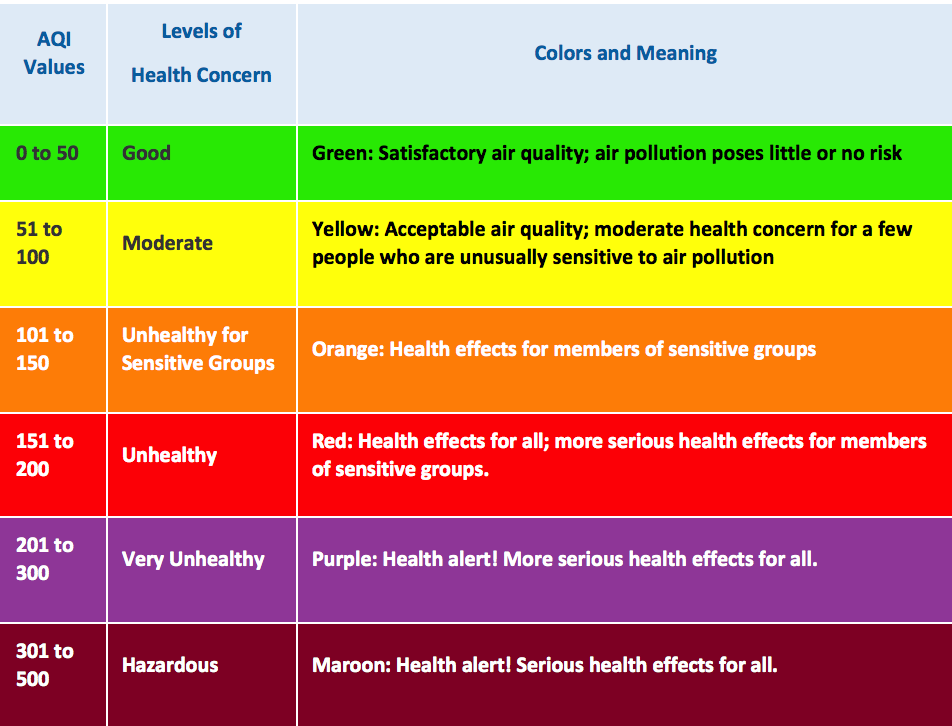 AQI
Values
Levels of
Health Concern
Colors and Meaning
0 to 50
Good
Green: Satisfactory air quality; air pollution poses little or no risk
51 to
100
Moderate
Yellow: Acceptable air quality; moderate health concern for a few
people who are unusually sensitive to air pollution
101 to
150
Unhealthy for
Sensitive Groups
Orange: Health effects for members of sensitive groups
151 to
200
Unhealthy
Red: Health effects for all; more serious health effects for members
of sensitive groups.
201 to
300
Very Unhealthy
Purple: Health alert! More serious health effects for all.
301 to
500
Hazardous
Maroon: Health alert! Serious health effects for all.